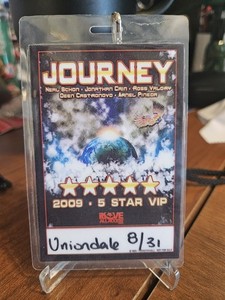 JOURNEY
Neal Schon · Jonathan Cain · Ross Valory
Deen Castronovo · Arnel Pineda
2009 · 5 STAR VIP
Uniondale 8/31